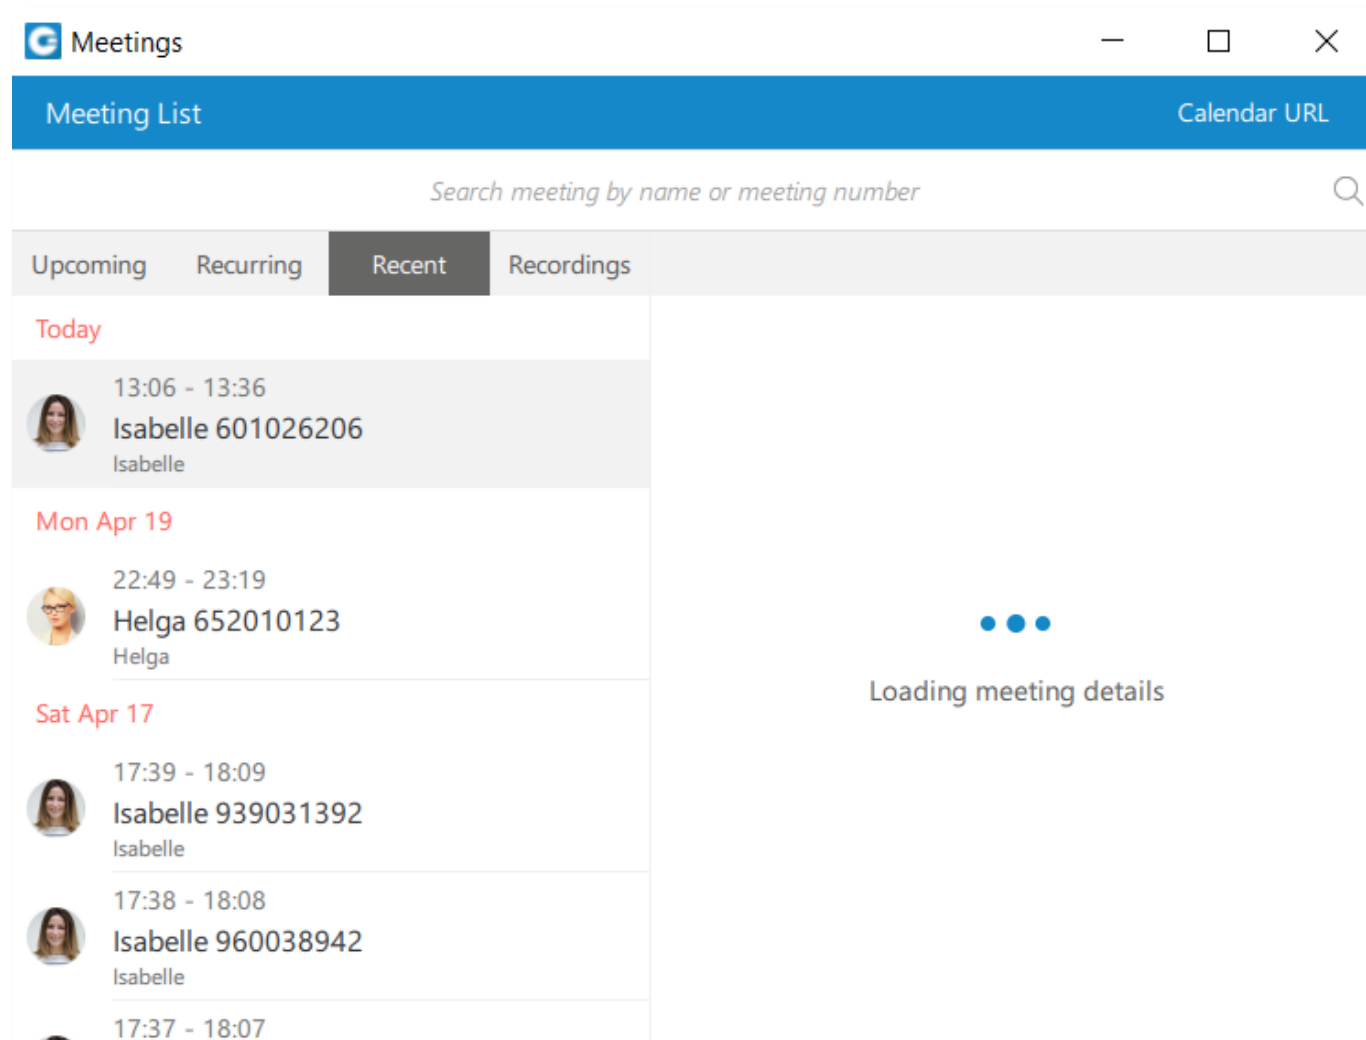 Meetings
Meeting List
Calendar URL
Search meeting by name or meeting number
Upcoming Recurring Recent Recordings
Today
13:06 - 13:36
Isabelle 601026206
Isabelle
Mon Apr 19
22:49 - 23:19
Helga 652010123
Helga
Sat Apr 17
17:39 - 18:09
Isabelle 939031392
Isabelle
17:38 - 18:08
Isabelle 960038942
Isabelle
17:37 - 18:07
Loading meeting details